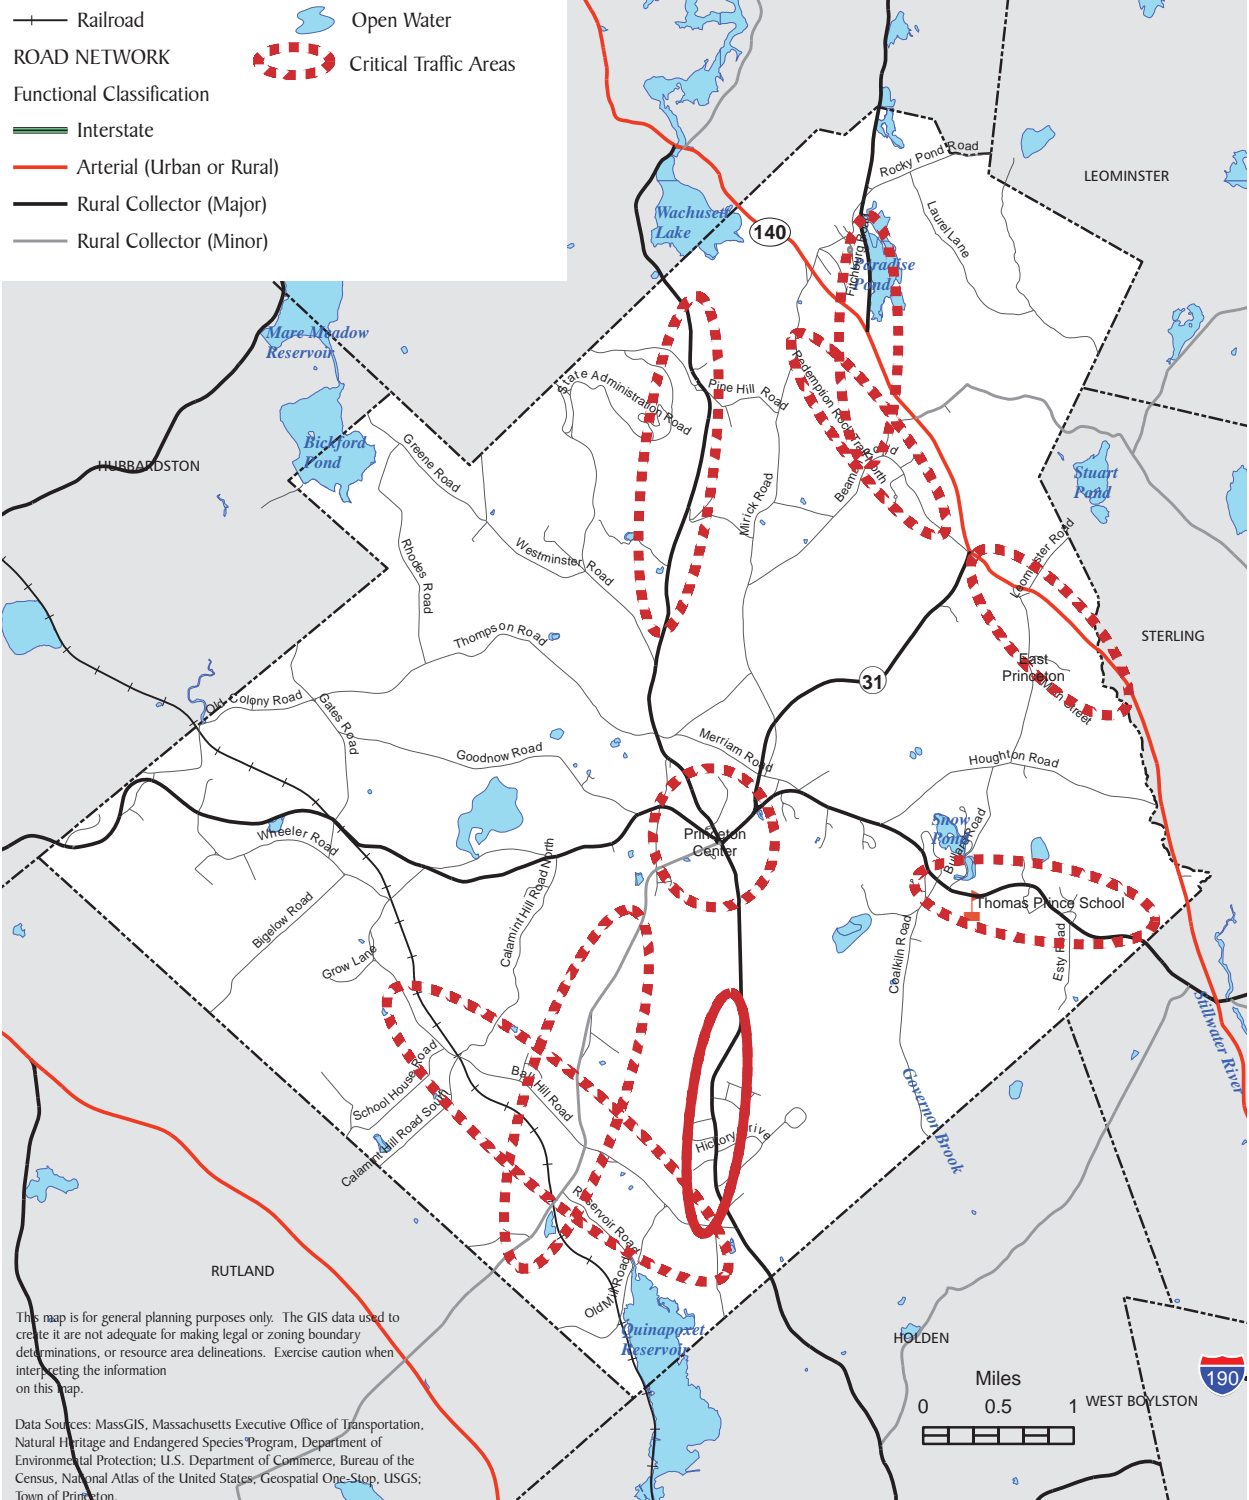 Railroad
Open Water
ROAD NETWORK
Critical Traffic Areas
Functional Classification
Interstate
Arterial (Urban or Rural)
Rural Collector (Major)
Rural Collector (Minor)
Rocky Pond Road
LEOMINSTER
Wachusett
Lake
140
Laurel Lane
Fitchburg Road
Paradise
Pond
Mare Meadow
Reservoir
State Administration Road
Pine Hill Road
Redemption Rock Trail North
Bickford
Pond
Greene Road
HUBBARDSTON
Beaman Road
Stuart
Pond
Mirick Road
Westminster Road
Rhodes Road
Leominster Road
Thompson Road
STERLING
East
Princeton
31
Main Street
Old Colony Road
Gates Road
Goodnow Road
Merriam Road
Houghton Road
Wheeler Road
Princeton
Center
Snow
Pond
Bullard Road
Calamint Hill Road North
Thomas Prince School
Bigelow Road
Grow Lane
Coalkiln Road
Esty Road
Stillwater River
School House Road
Ball Hill Road
Calamint Hill Road South
Hickory Drive
Governor Brook
Reservoir Road
Old Mill Road
RUTLAND
Quinapoxet
Reservoir
HOLDEN
This map is for general planning purposes only. The GIS data used to
create it are not adequate for making legal or zoning boundary
determinations, or resource area delineations. Exercise caution when
interpreting the information
on this map.
Miles
0 0.5 1
WEST BOYLSTON
190
Data Sources: MassGIS, Massachusetts Executive Office of Transportation,
Natural Heritage and Endangered Species Program, Department of
Environmental Protection; U.S. Department of Commerce, Bureau of the
Census, National Atlas of the United States, Geospatial One-Stop, USGS;
Town of Princeton.